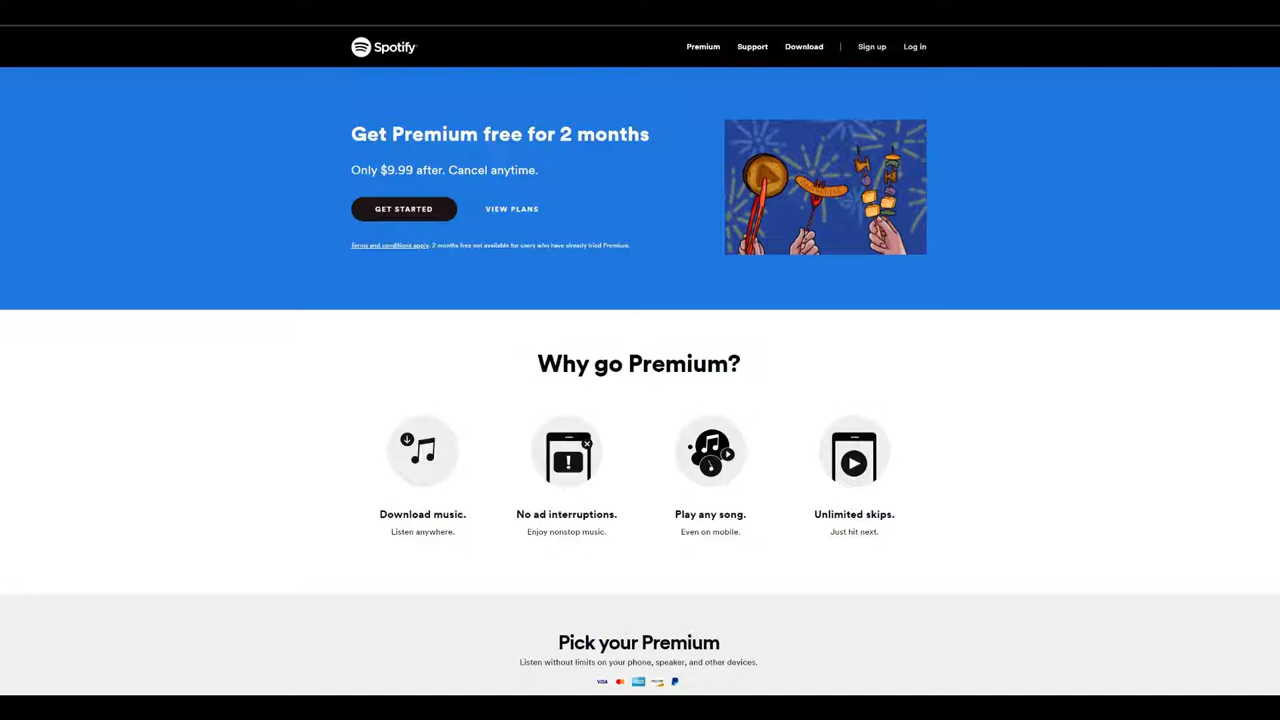 Spotify
Premium Support Download | Sign up Log in
Get Premium free for 2 months
Only $9.99 after. Cancel anytime.
GET STARTED VIEW PLANS
Terms and conditions apply. 2 months free not available for users who have already tried Premium.
Why go Premium?
Download music. No ad interruptions. Play any song. Unlimited skips.
Listen anywhere. Enjoy nonstop music. Even on mobile. Just hit next.
Pick your Premium
Listen without limits on your phone, speaker, and other devices.
VISA